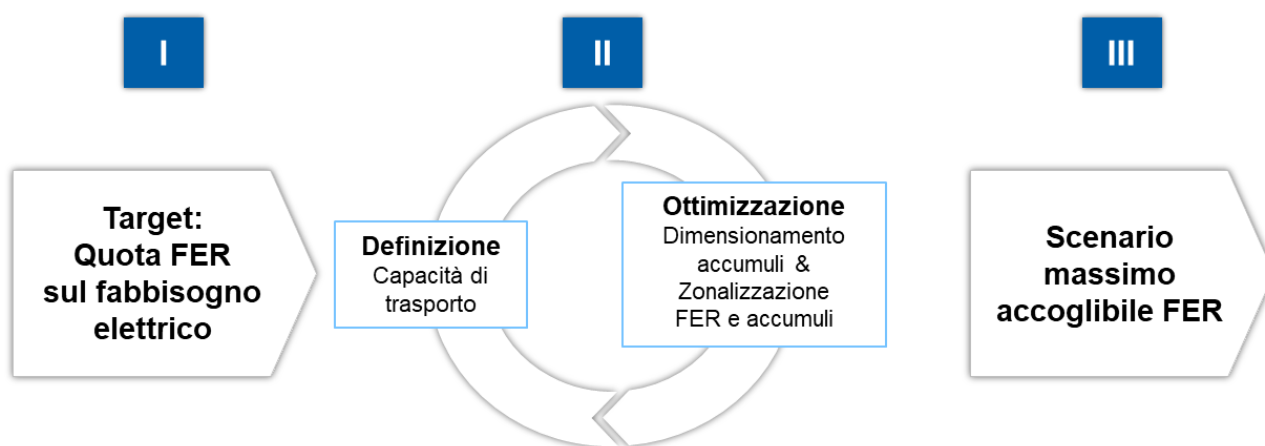 I
II
III
Target:
Quota FER
sul fabbisogno
elettrico
Definizione
Capacità di
trasporto
Ottimizzazione
Dimensionamento
accumuli &
Zonalizzazione
FER e accumuli
Scenario
massimo
accoglibile FER